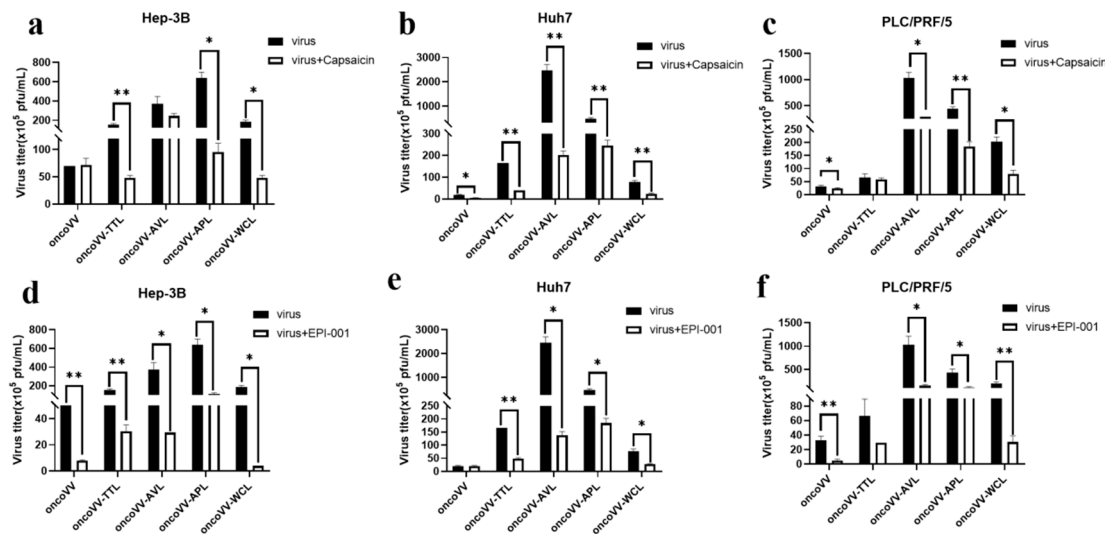 a
Hep-3B
virus
virus+Capsaicin
Virus titer(x10⁵ pfu/mL)
800
600
400
200
100
50
0
**
*
*
oncoVV
oncoVV-TTL
oncoVV-AVL
oncoVV-APL
oncoVV-WCL
b
Huh7
virus
virus+Capsaicin
Virus titer(x10⁵ pfu/mL)
3000
2000
1000
300
200
100
0
*
**
**
**
**
oncoVV
oncoVV-TTL
oncoVV-AVL
oncoVV-APL
oncoVV-WCL
c
PLC/PRF/5
virus
virus+Capsaicin
Virus titer(x10⁵ pfu/mL)
1500
1000
500
250
200
150
100
50
0
*
*
**
*
oncoVV
oncoVV-TTL
oncoVV-AVL
oncoVV-APL
oncoVV-WCL
d
Hep-3B
virus
virus+EPI-001
Virus titer(x10⁵ pfu/mL)
800
600
400
200
40
20
0
**
**
*
*
*
oncoVV
oncoVV-TTL
oncoVV-AVL
oncoVV-APL
oncoVV-WCL
e
Huh7
virus
virus+EPI-001
Virus titer(x10⁵ pfu/mL)
3000
2000
1000
250
200
150
100
50
0
**
*
*
*
oncoVV
oncoVV-TTL
oncoVV-AVL
oncoVV-APL
oncoVV-WCL
f
PLC/PRF/5
virus
virus+EPI-001
Virus titer(x10⁵ pfu/mL)
1500
1000
500
80
60
40
20
0
**
*
*
**
oncoVV
oncoVV-TTL
oncoVV-AVL
oncoVV-APL
oncoVV-WCL